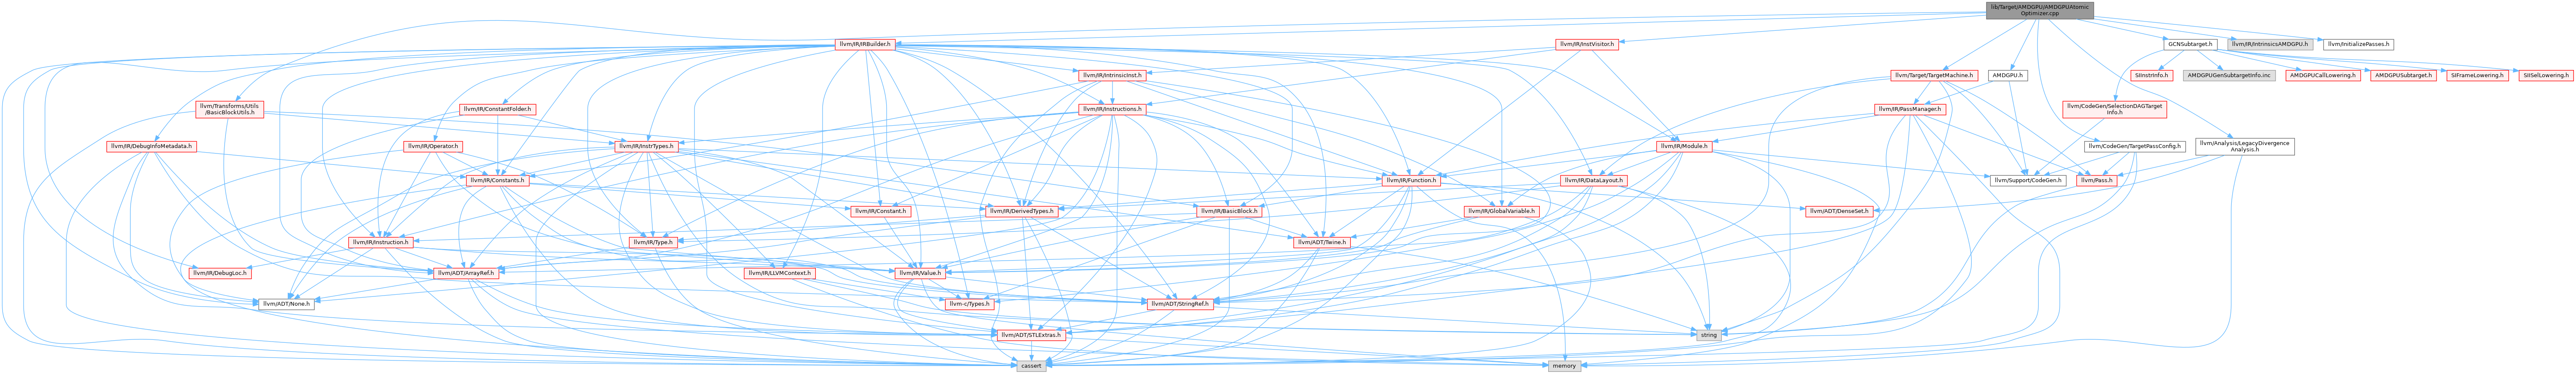 lib/Target/AMDGPU/AMDGPUAtomic
Optimizer.cpp
llvm/IR/IRBuilder.h
llvm/IR/InstVisitor.h
GCNSubtarget.h
llvm/IR/IntrinsicsAMDGPU.h
llvm/InitializePasses.h
llvm/IR/IntrinsicInst.h
llvm/Target/TargetMachine.h
AMDGPU.h
SIInstrInfo.h
AMDGPUGenSubtargetInfo.inc
AMDGPUCallLowering.h
AMDGPUSubtarget.h
SIFrameLowering.h
SIISelLowering.h
llvm/Transforms/Utils
/BasicBlockUtils.h
llvm/IR/ConstantFolder.h
llvm/IR/Instructions.h
llvm/IR/PassManager.h
llvm/CodeGen/SelectionDAGTarget
Info.h
llvm/IR/DebugInfoMetadata.h
llvm/IR/Operator.h
llvm/IR/InstrTypes.h
llvm/IR/Module.h
llvm/CodeGen/TargetPassConfig.h
llvm/Analysis/LegacyDivergence
Analysis.h
llvm/IR/Constants.h
llvm/IR/Function.h
llvm/IR/DataLayout.h
llvm/Support/CodeGen.h
llvm/Pass.h
llvm/IR/Constant.h
llvm/IR/DerivedTypes.h
llvm/IR/BasicBlock.h
llvm/IR/GlobalVariable.h
llvm/ADT/DenseSet.h
llvm/IR/Instruction.h
llvm/IR/Type.h
llvm/ADT/Twine.h
llvm/IR/DebugLoc.h
llvm/ADT/ArrayRef.h
llvm/IR/LLVMContext.h
llvm/IR/Value.h
llvm/ADT/None.h
llvm-c/Types.h
llvm/ADT/StringRef.h
llvm/ADT/STLExtras.h
string
cassert
memory